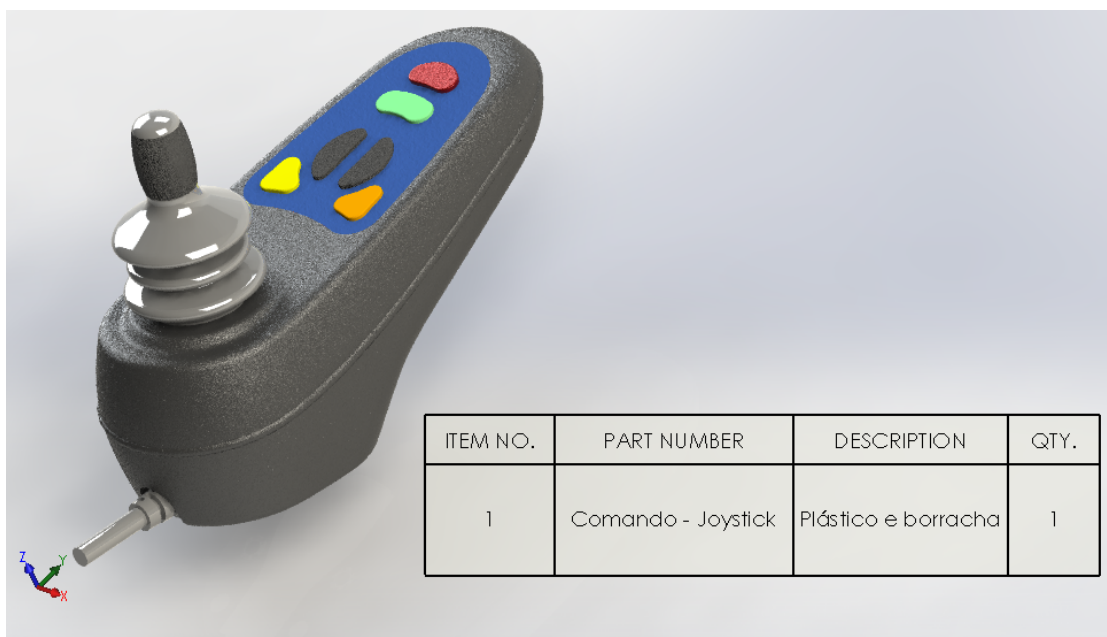 ITEM NO. PART NUMBER DESCRIPTION QTY.
1 Comando - Joystick Plástico e borracha 1
Z Y
X